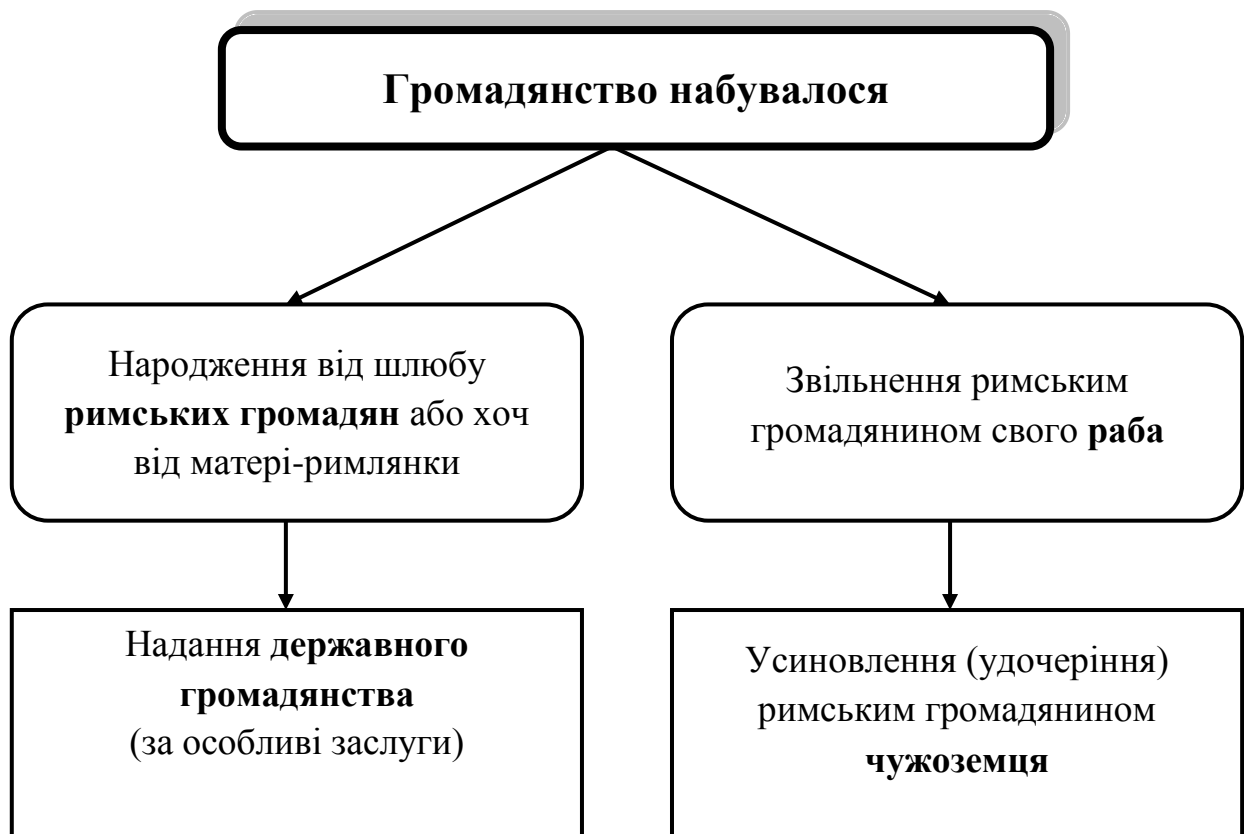 Громадянство набувалося
Народження від шлюбу
римських громадян або хоч
від матері-римлянки
Звільнення римським
громадянином свого раба
Надання державного
громадянства
(за особливі заслуги)
Усиновлення (удочеріння)
римським громадянином
чужоземця